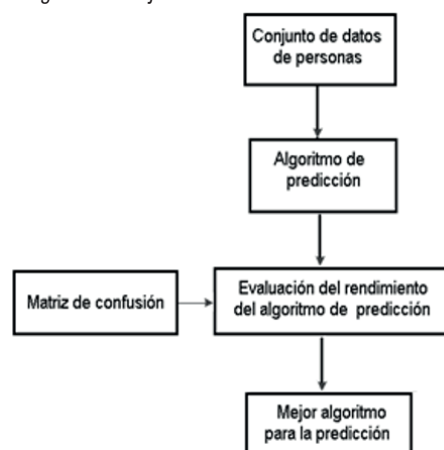 Conjunto de datos
de personas
Algoritmo de
predicción
Matriz de confusión
Evaluación del rendimiento
del algoritmo de predicción
Mejor algoritmo
para la predicción